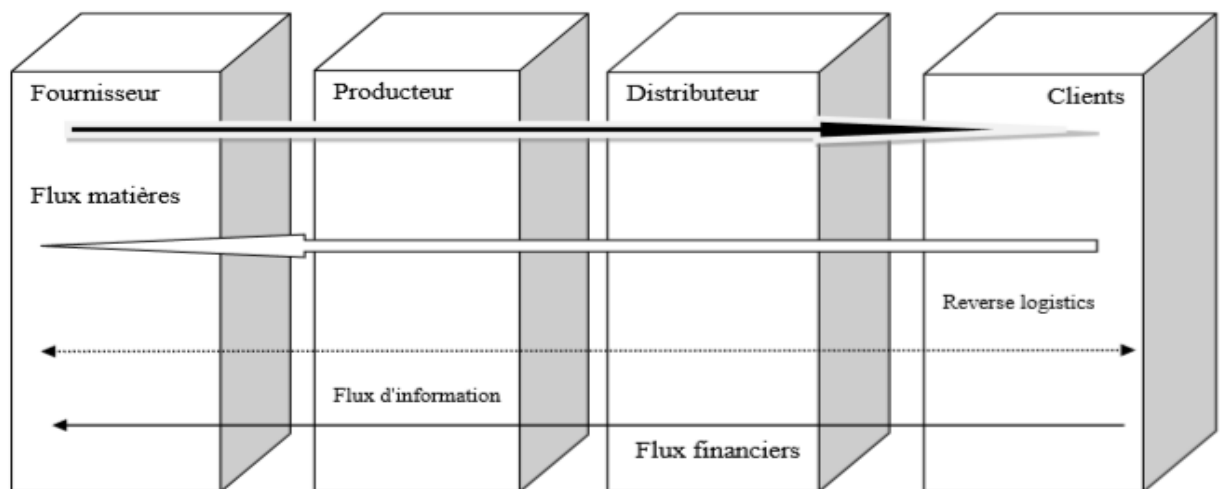 Fournisseur
Producteur
Distributeur
Clients
Flux matières
Reverse logistics
Flux d'information
Flux financiers